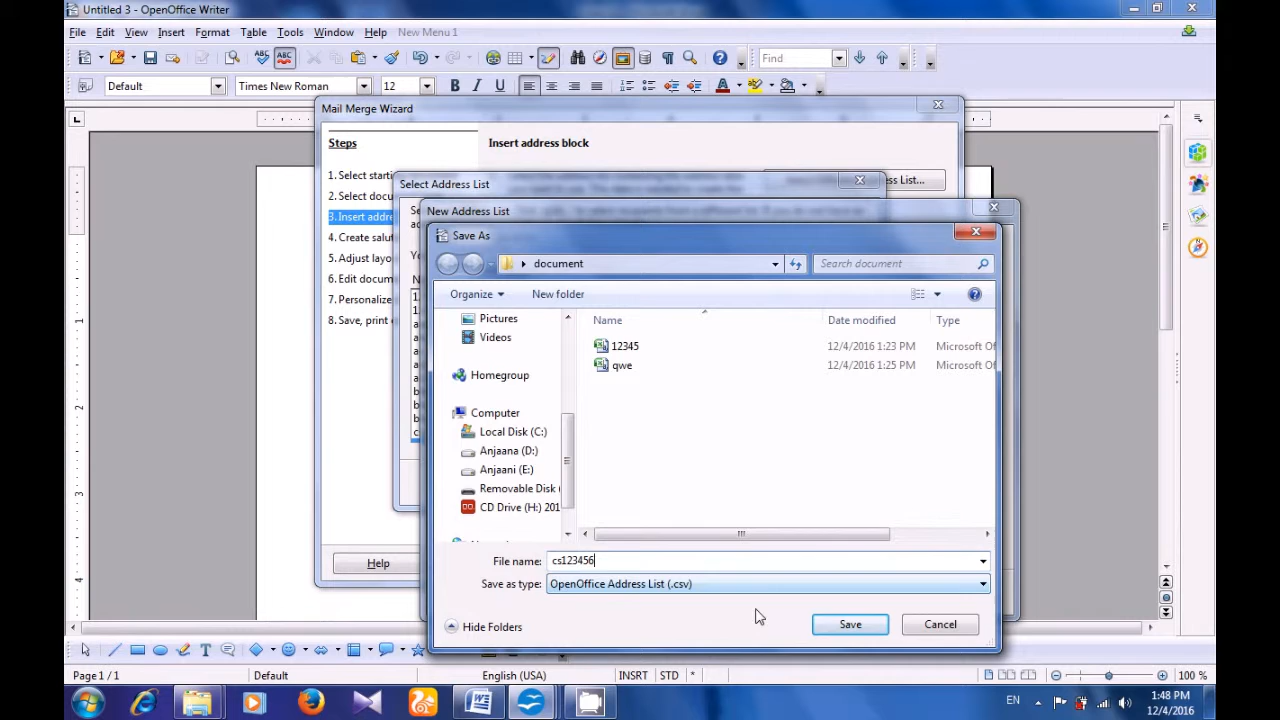 Untitled 3 - OpenOffice Writer
File Edit View Insert Format Table Tools Window Help New Menu 1
Find
Default Times New Roman 12
Mail Merge Wizard
Steps
Insert address block
1. Select starti
ss List...
2. Select docu
3. Insert addre
4. Create salut
5. Adjust layo
6. Edit docum
7. Personalize
8. Save, print
Help
Select Address List
New Address List
Save As
document
Search document
Organize New folder
Name Date modified Type
Pictures
Videos
Homegroup
Computer
Local Disk (C:)
Anjaana (D:)
Anjaani (E:)
Removable Disk (
CD Drive (H:) 201
12345 12/4/2016 1:23 PM Microsoft Of
qwe 12/4/2016 1:25 PM Microsoft Of
File name: cs123456
Save as type: OpenOffice Address List (.csv)
Hide Folders Save Cancel
Page 1 / 1 Default English (USA) INSRT STD * 100 %
EN 1:48 PM
12/4/2016